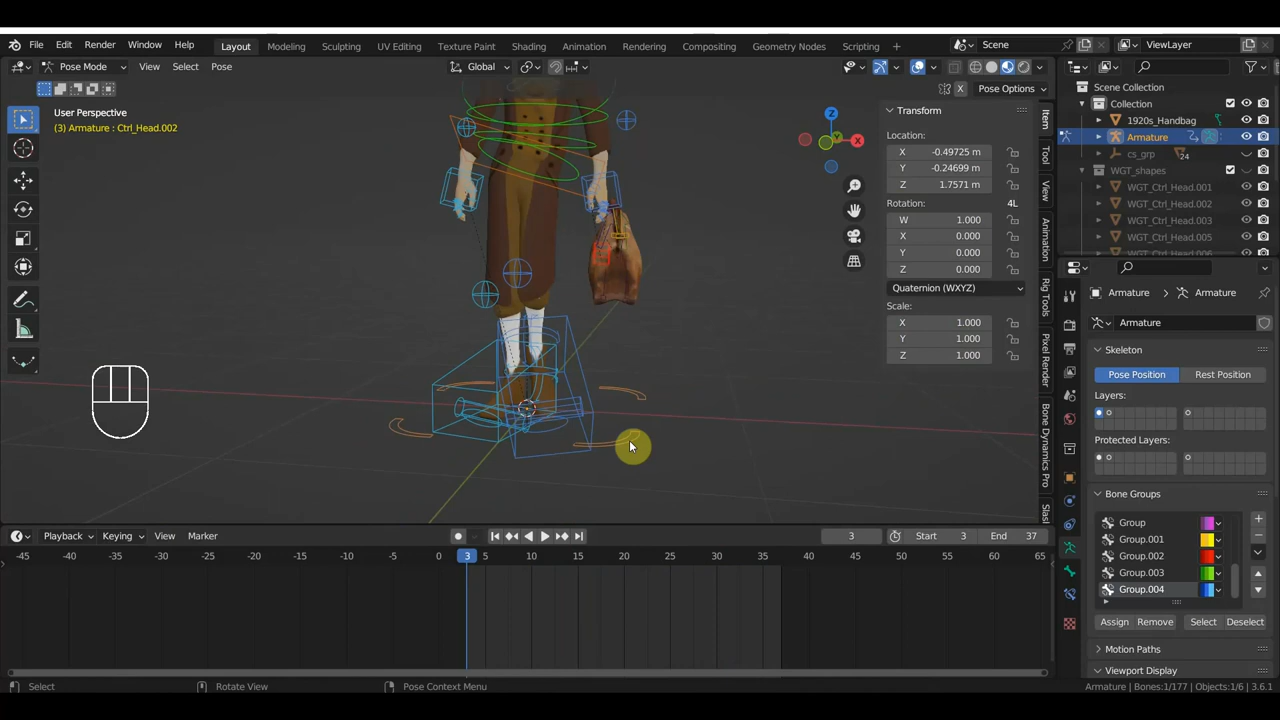 File Edit Render Window Help Layout Modeling Sculpting UV Editing Texture Paint Shading Animation Rendering Compositing Geometry Nodes Scripting + Scene ViewLayer
Pose Mode View Select Pose Global
X Pose Options
User Perspective
(3) Armature : Ctrl_Head.002
Transform
Location:
X -0.49725 m
Y -0.24699 m
Z 1.7571 m
Rotation: 4L
W 1.000
X 0.000
Y 0.000
Z 0.000
Quaternion (WXYZ)
Scale:
X 1.000
Y 1.000
Z 1.000
Item
Tool
View
Animation
Rig Tools
Pixel Render
Bone Dynamics Pro
Slash
X
Y
Z
Scene Collection
Collection
1920s_Handbag
Armature
cs_grp 24
WGT_shapes
WGT_Ctrl_Head.001
WGT_Ctrl_Head.002
WGT_Ctrl_Head.003
WGT_Ctrl_Head.005
WGT_Ctrl_Head.006
Armature Armature
Armature
Skeleton
Pose Position Rest Position
Layers:
Protected Layers:
Bone Groups
Group
Group.001
Group.002
Group.003
Group.004
Assign Remove Select Deselect
Motion Paths
Viewport Display
Playback Keying View Marker 3 Start 3 End 37
-45 -40 -35 -30 -25 -20 -15 -10 -5 0 3 5 10 15 20 25 30 35 40 45 50 55 60 65
Select Rotate View Pose Context Menu Armature | Bones:1/177 | Objects:1/6 | 3.6.1